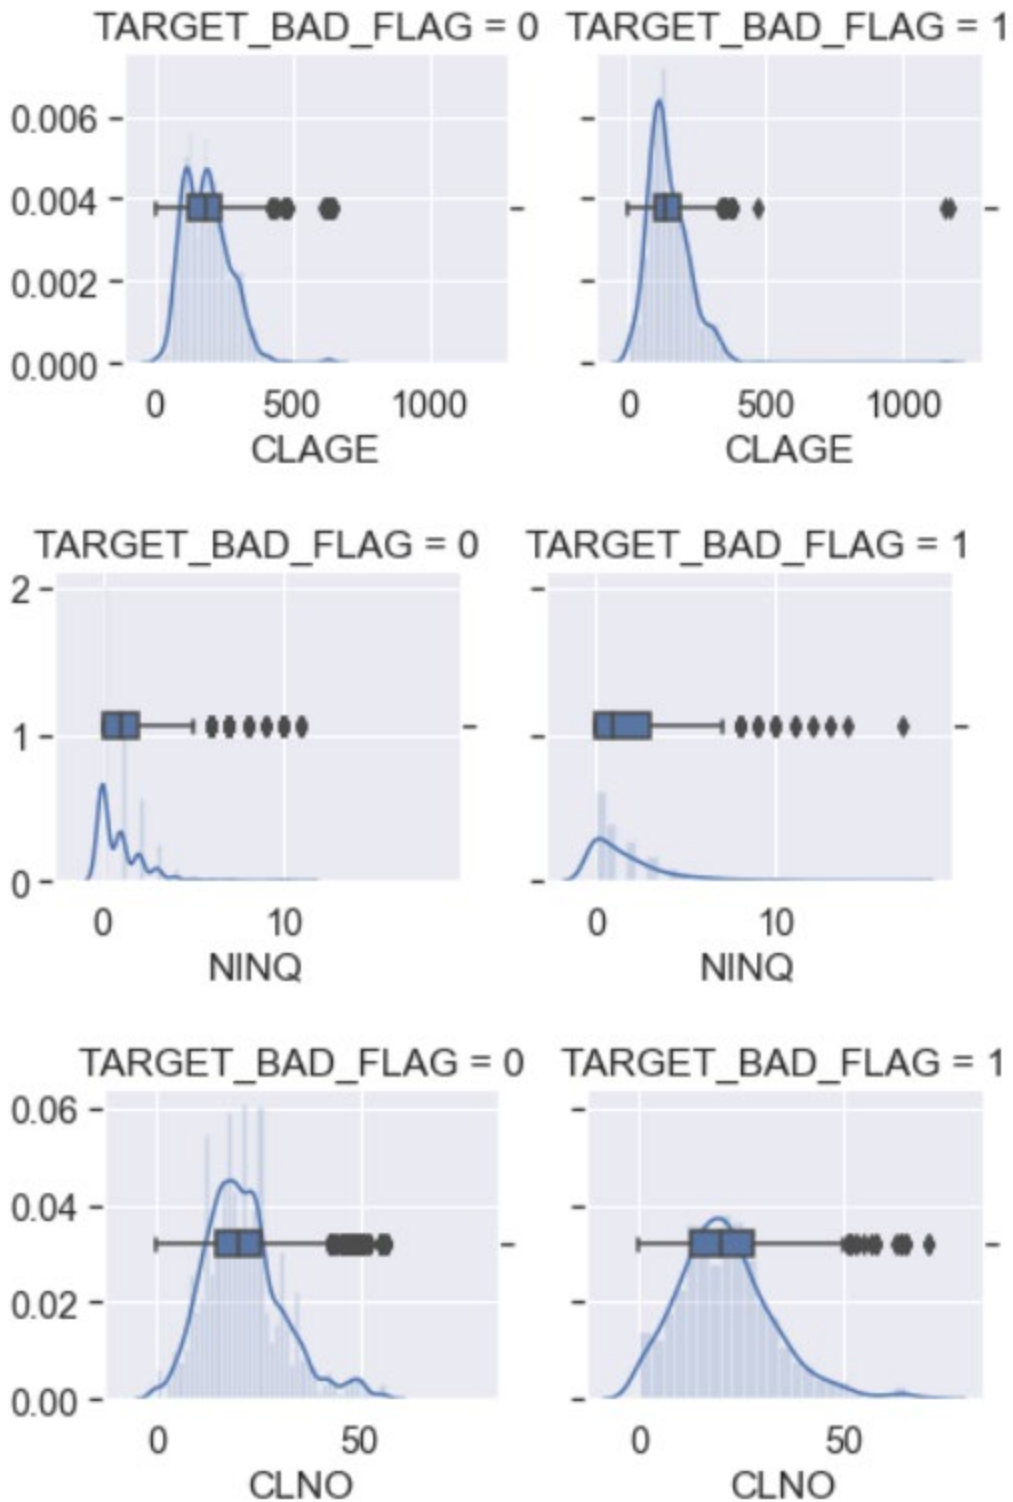 TARGET_BAD_FLAG = 0 TARGET_BAD_FLAG = 1
0.006
0.004
0.002
0.000
0 500 1000 0 500 1000
CLAGE CLAGE
TARGET_BAD_FLAG = 0 TARGET_BAD_FLAG = 1
2
1
0
0 10 0 10
NINQ NINQ
TARGET_BAD_FLAG = 0 TARGET_BAD_FLAG = 1
0.06
0.04
0.02
0.00
0 50 0 50
CLNO CLNO